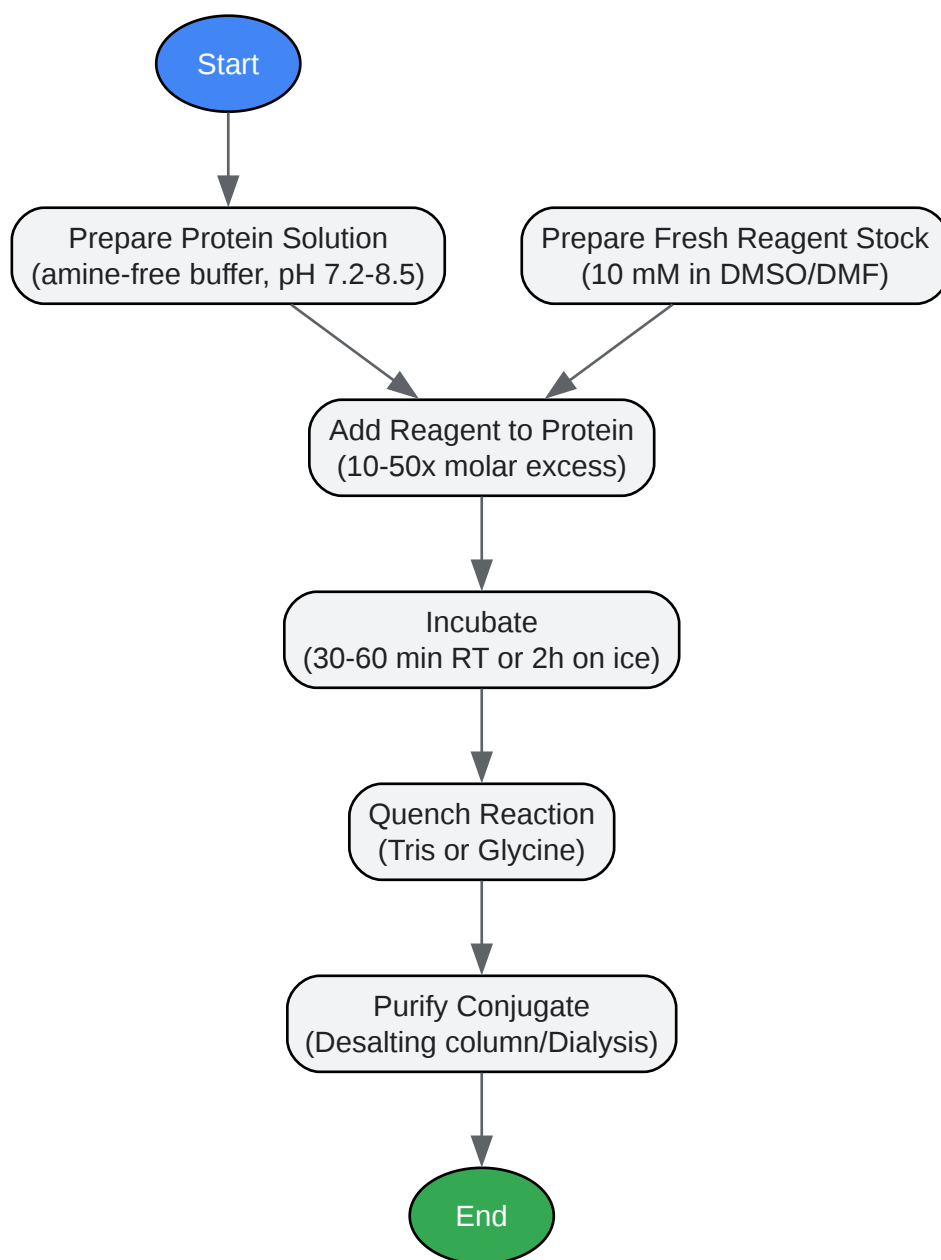 Start
Prepare Protein Solution
(amine-free buffer, pH 7.2-8.5)
Prepare Fresh Reagent Stock
(10 mM in DMSO/DMF)
Add Reagent to Protein
(10-50x molar excess)
Incubate
(30-60 min RT or 2h on ice)
Quench Reaction
(Tris or Glycine)
Purify Conjugate
(Desalting column/Dialysis)
End